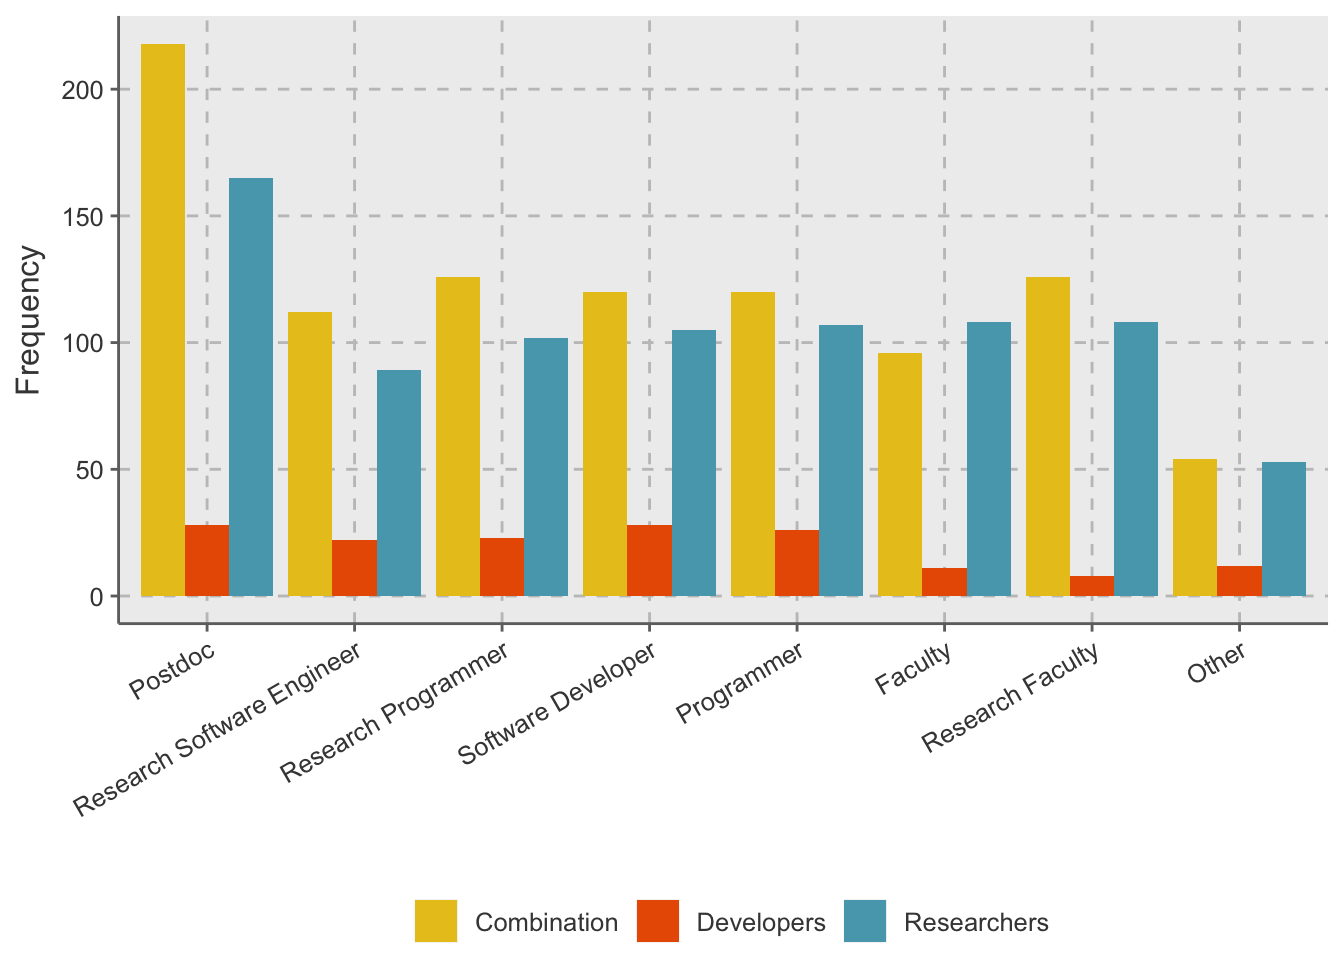 Frequency
200
150
100
50
0
Postdoc
Research Software Engineer
Research Programmer
Software Developer
Programmer
Faculty
Research Faculty
Other
Combination
Developers
Researchers